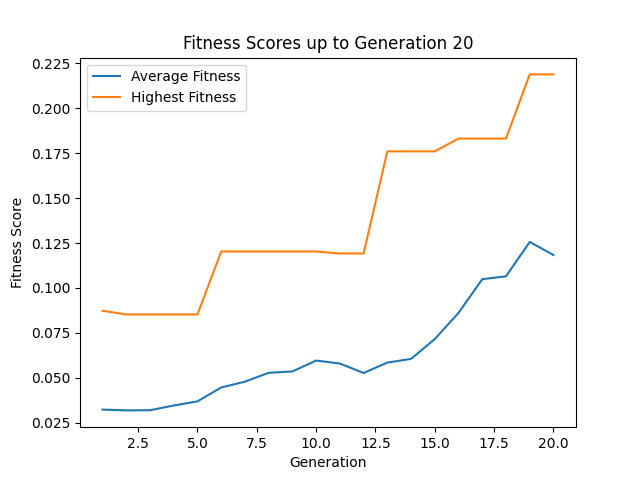 Fitness Scores up to Generation 20
Average Fitness
Highest Fitness
0.225
0.200
0.175
0.150
0.125
0.100
0.075
0.050
0.025
Fitness Score
2.5 5.0 7.5 10.0 12.5 15.0 17.5 20.0
Generation